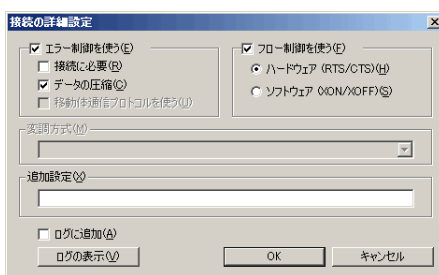 接続の詳細設定
エラー制御を使う(E)
接続に必要(R)
データの圧縮(C)
移動体通信プロトコルを使う(U)
フロー制御を使う(F)
ハードウェア (RTS/CTS)(H)
ソフトウェア (XON/XOFF)(S)
変調方式(M)
追加設定(X)
ログに追加(A)
ログの表示(V)
OK
キャンセル